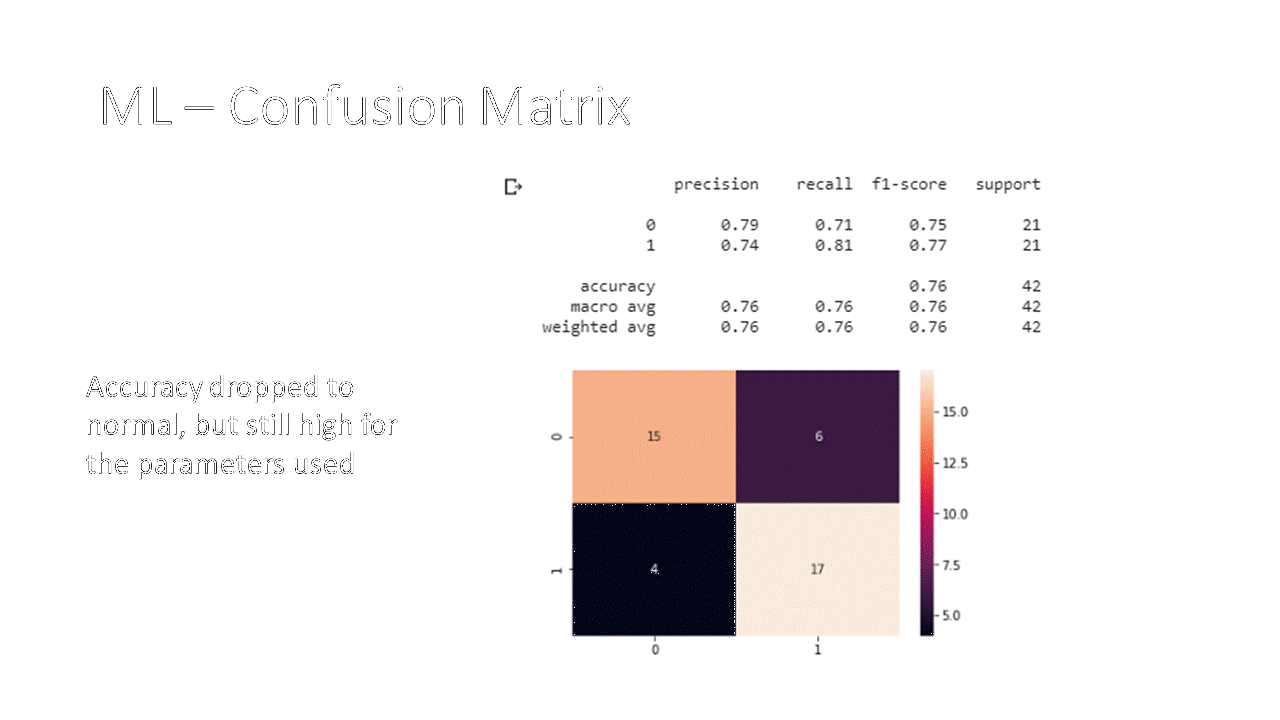 ML – Confusion Matrix
precision recall f1-score support
0 0.79 0.71 0.75 21
1 0.74 0.81 0.77 21
accuracy 0.76 42
macro avg 0.76 0.76 0.76 42
weighted avg 0.76 0.76 0.76 42
Accuracy dropped to
normal, but still high for
the parameters used
0
15 6
1
4 17
0 1
15.0
12.5
10.0
7.5
5.0